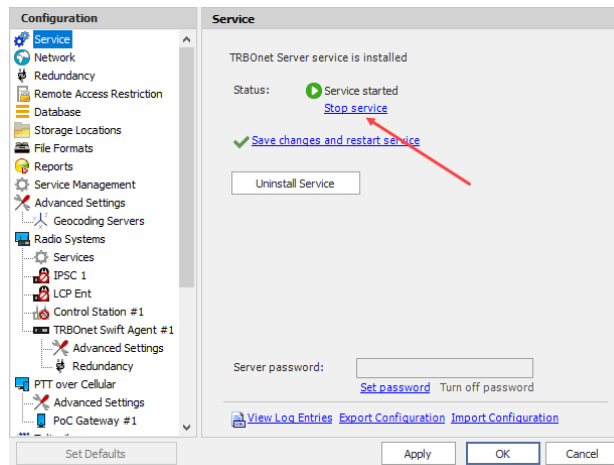 Configuration
Service
Network
Redundancy
Remote Access Restriction
Database
Storage Locations
File Formats
Reports
Service Management
Advanced Settings
Geocoding Servers
Radio Systems
Services
IPSC 1
LCP Ent
Control Station #1
TRBOnet Swift Agent #1
Advanced Settings
Redundancy
PTT over Cellular
Advanced Settings
PoC Gateway #1
Set Defaults
Service
TRBOnet Server service is installed
Status: Service started
Stop service
Save changes and restart service
Uninstall Service
Server password:
Set password Turn off password
View Log Entries Export Configuration Import Configuration
Apply OK Cancel